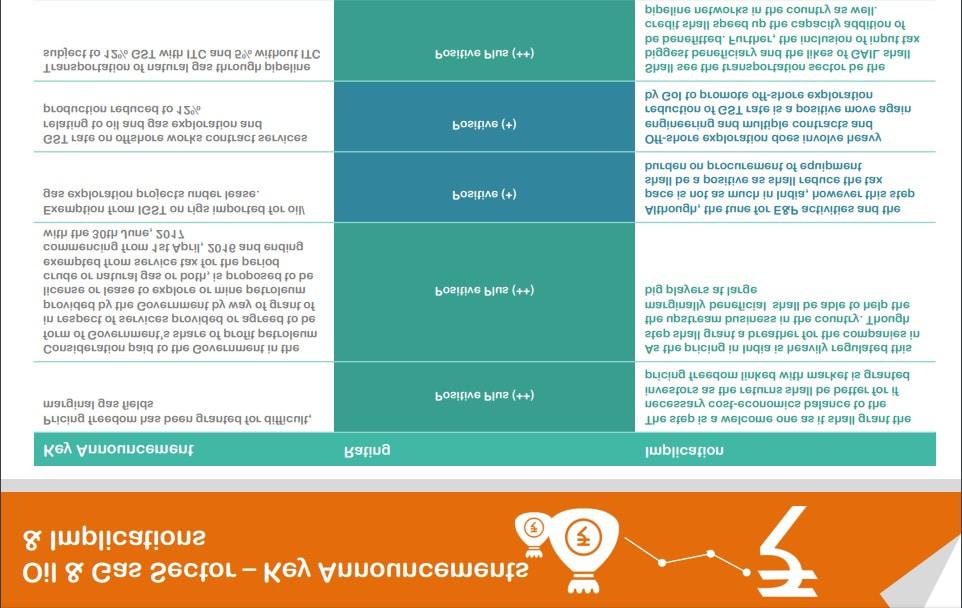 Oil & Gas Sector – Key Announcements
& Implications
Key Announcement
Rating
Implication
Pricing freedom has been granted for difficult,
marginal gas fields
Positive Plus (++)
The step is a welcome one as it shall grant the
necessary cost-economics balance to the
investors as the returns shall be better for if
pricing freedom linked with market is granted
Consideration paid to the Government in the
form of Government's share of profit petroleum
in respect of services provided or agreed to be
provided by the Government by way of grant of
license or lease to explore or mine petroleum
crude or natural gas or both, is proposed to be
exempted from service tax for the period
commencing from 1st April, 2016 and ending
with the 30th June, 2017
Positive Plus (++)
As the pricing in India is heavily regulated this
step shall grant a breather for the companies in
the upstream business in the country. Though
marginally beneficial shall be able to help the
big players at large
Exemption from IGST on rigs imported for oil/
gas exploration projects under lease.
Positive (+)
Although, the tune for E&P activities and the
pace is not as much in India, however this step
shall be a positive as shall reduce the tax
burden on procurement of equipment
GST rate on offshore works contract services
relating to oil and gas exploration and
production reduced to 12%
Positive (+)
Off-shore exploration does involve heavy
engineering and multiple contracts and
reduction of GST rate is a positive move again
by GoI to promote off-shore exploration
Transportation of natural gas through pipeline
subject to 12% GST with ITC and 5% without ITC
Positive Plus (++)
Shall see the transportation sector be the
biggest beneficiary and the likes of GAIL shall
be benefitted. Further, the inclusion of input tax
credit shall speed up the capacity addition of
pipeline networks in the country as well.